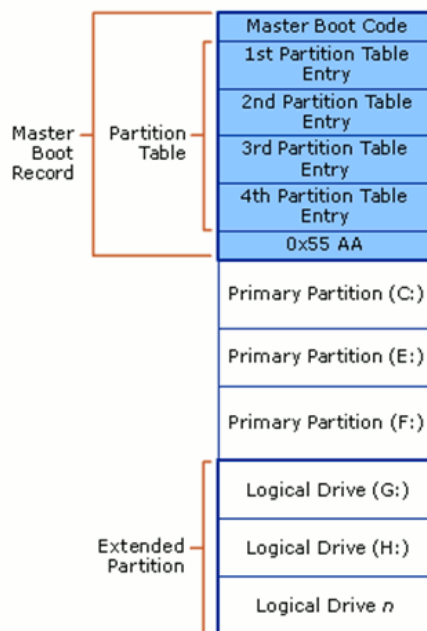 Master Boot Code
1st Partition Table
Entry
2nd Partition Table
Entry
3rd Partition Table
Entry
4th Partition Table
Entry
0x55 AA
Master
Boot
Record
Partition
Table
Primary Partition (C:)
Primary Partition (E:)
Primary Partition (F:)
Logical Drive (G:)
Logical Drive (H:)
Logical Drive n
Extended
Partition